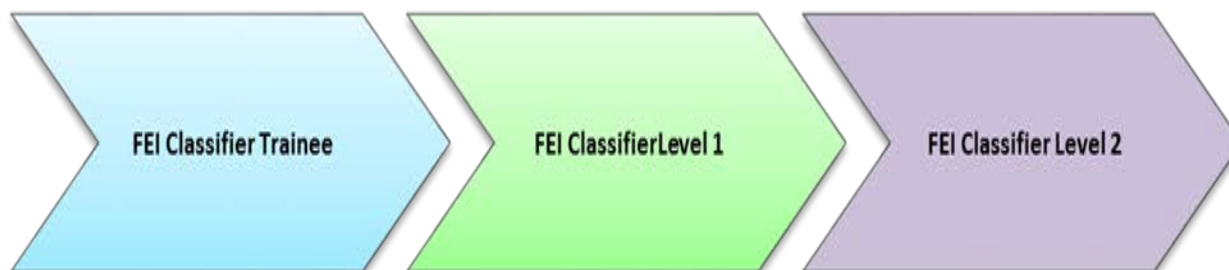 FEI Classifier Trainee
FEI ClassifierLevel 1
FEI Classifier Level 2